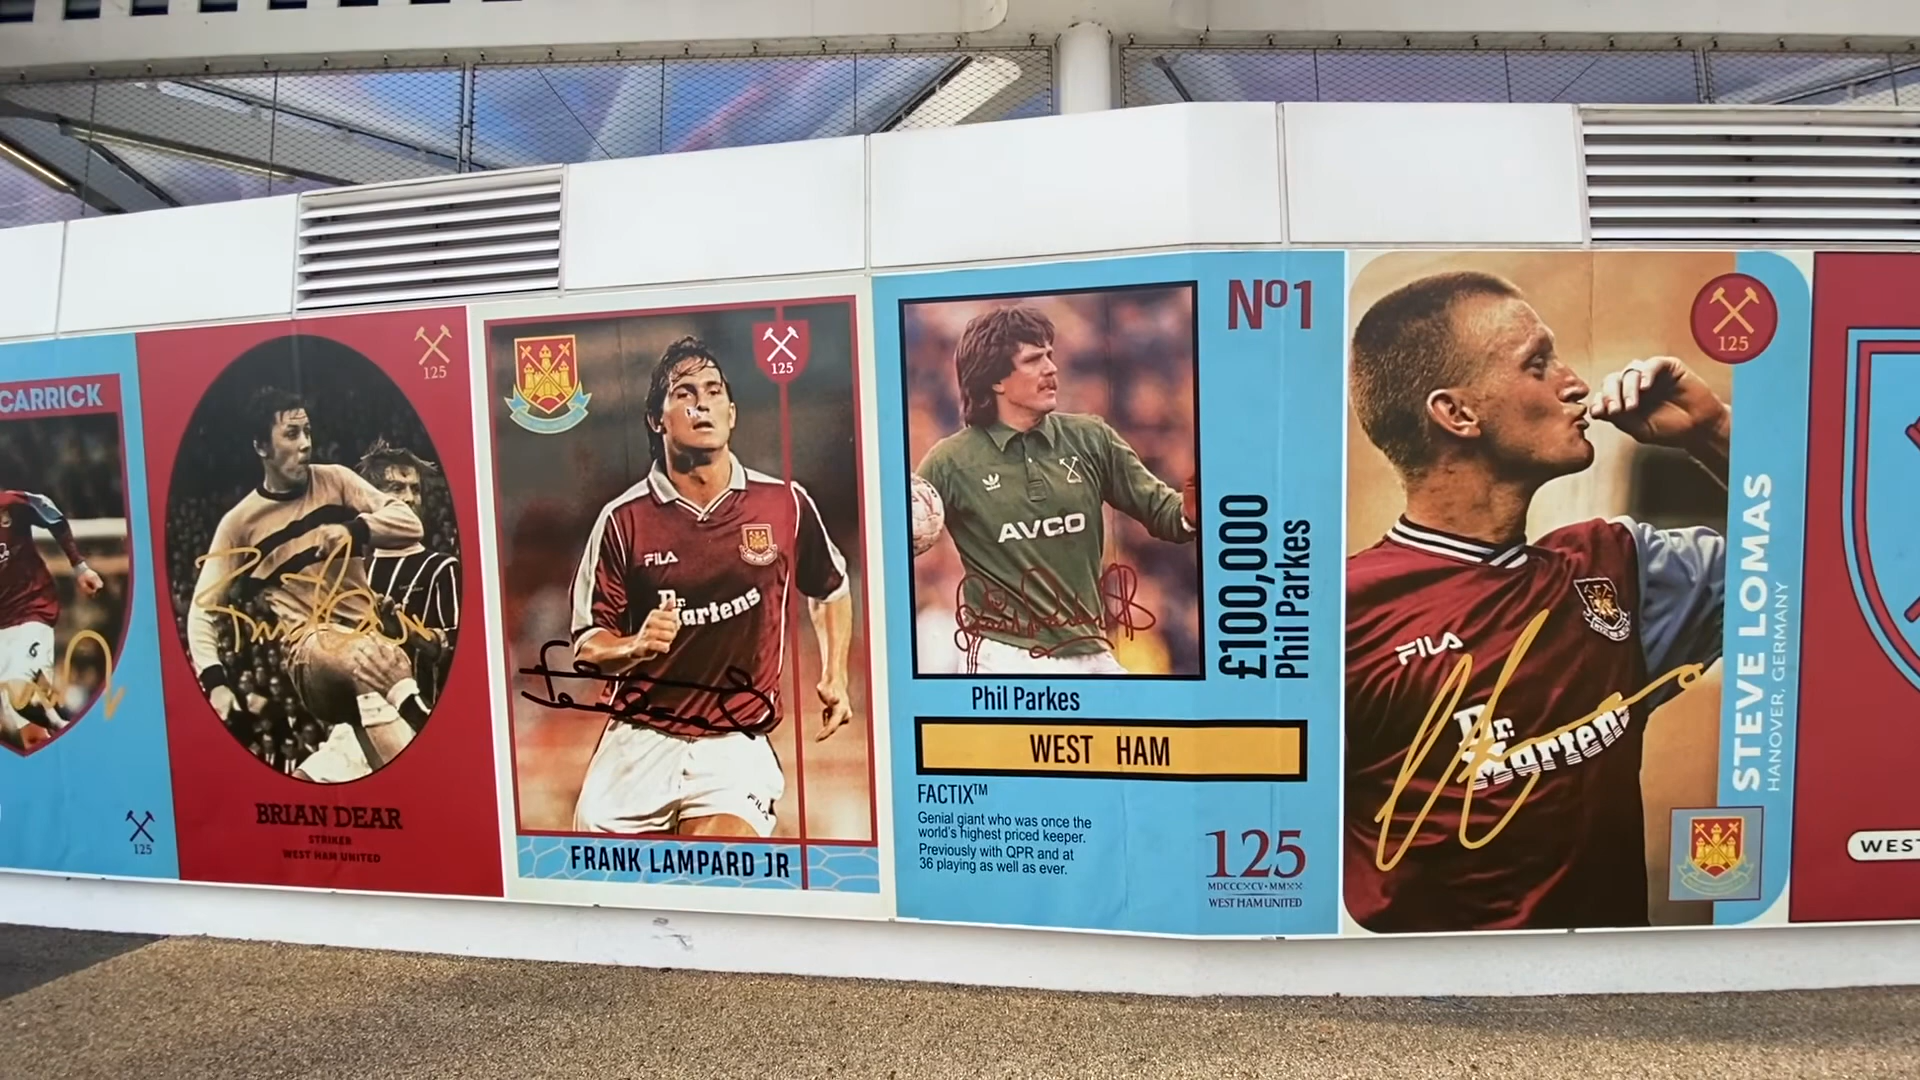 CARRICK
6
125
125
BRIAN DEAR
STRIKER
WEST HAM UNITED
125
FILA
Dr.
Martens
FILA
FRANK LAMPARD JR
Nº1
AVCO
£100,000
Phil Parkes
Phil Parkes
WEST HAM
FACTIX™
Genial giant who was once the
world's highest priced keeper.
Previously with QPR and at
36 playing as well as ever.
125
MDCCCXCV·MMXX
WEST HAM UNITED
125
FILA
Dr.
Martens
STEVE LOMAS
HANOVER, GERMANY
WEST